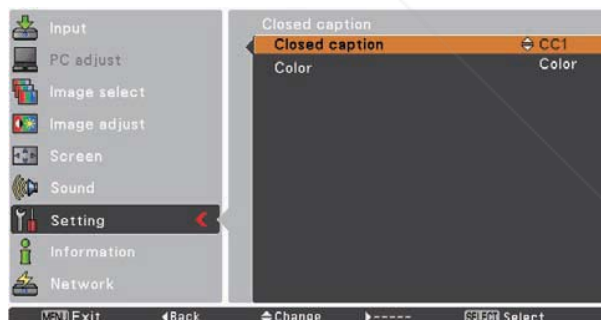 Input
PC adjust
Image select
Image adjust
Screen
Sound
Setting
Information
Network
Closed caption
Closed caption CC1
Color Color
MENU Exit Back Change ----- SELECT Select